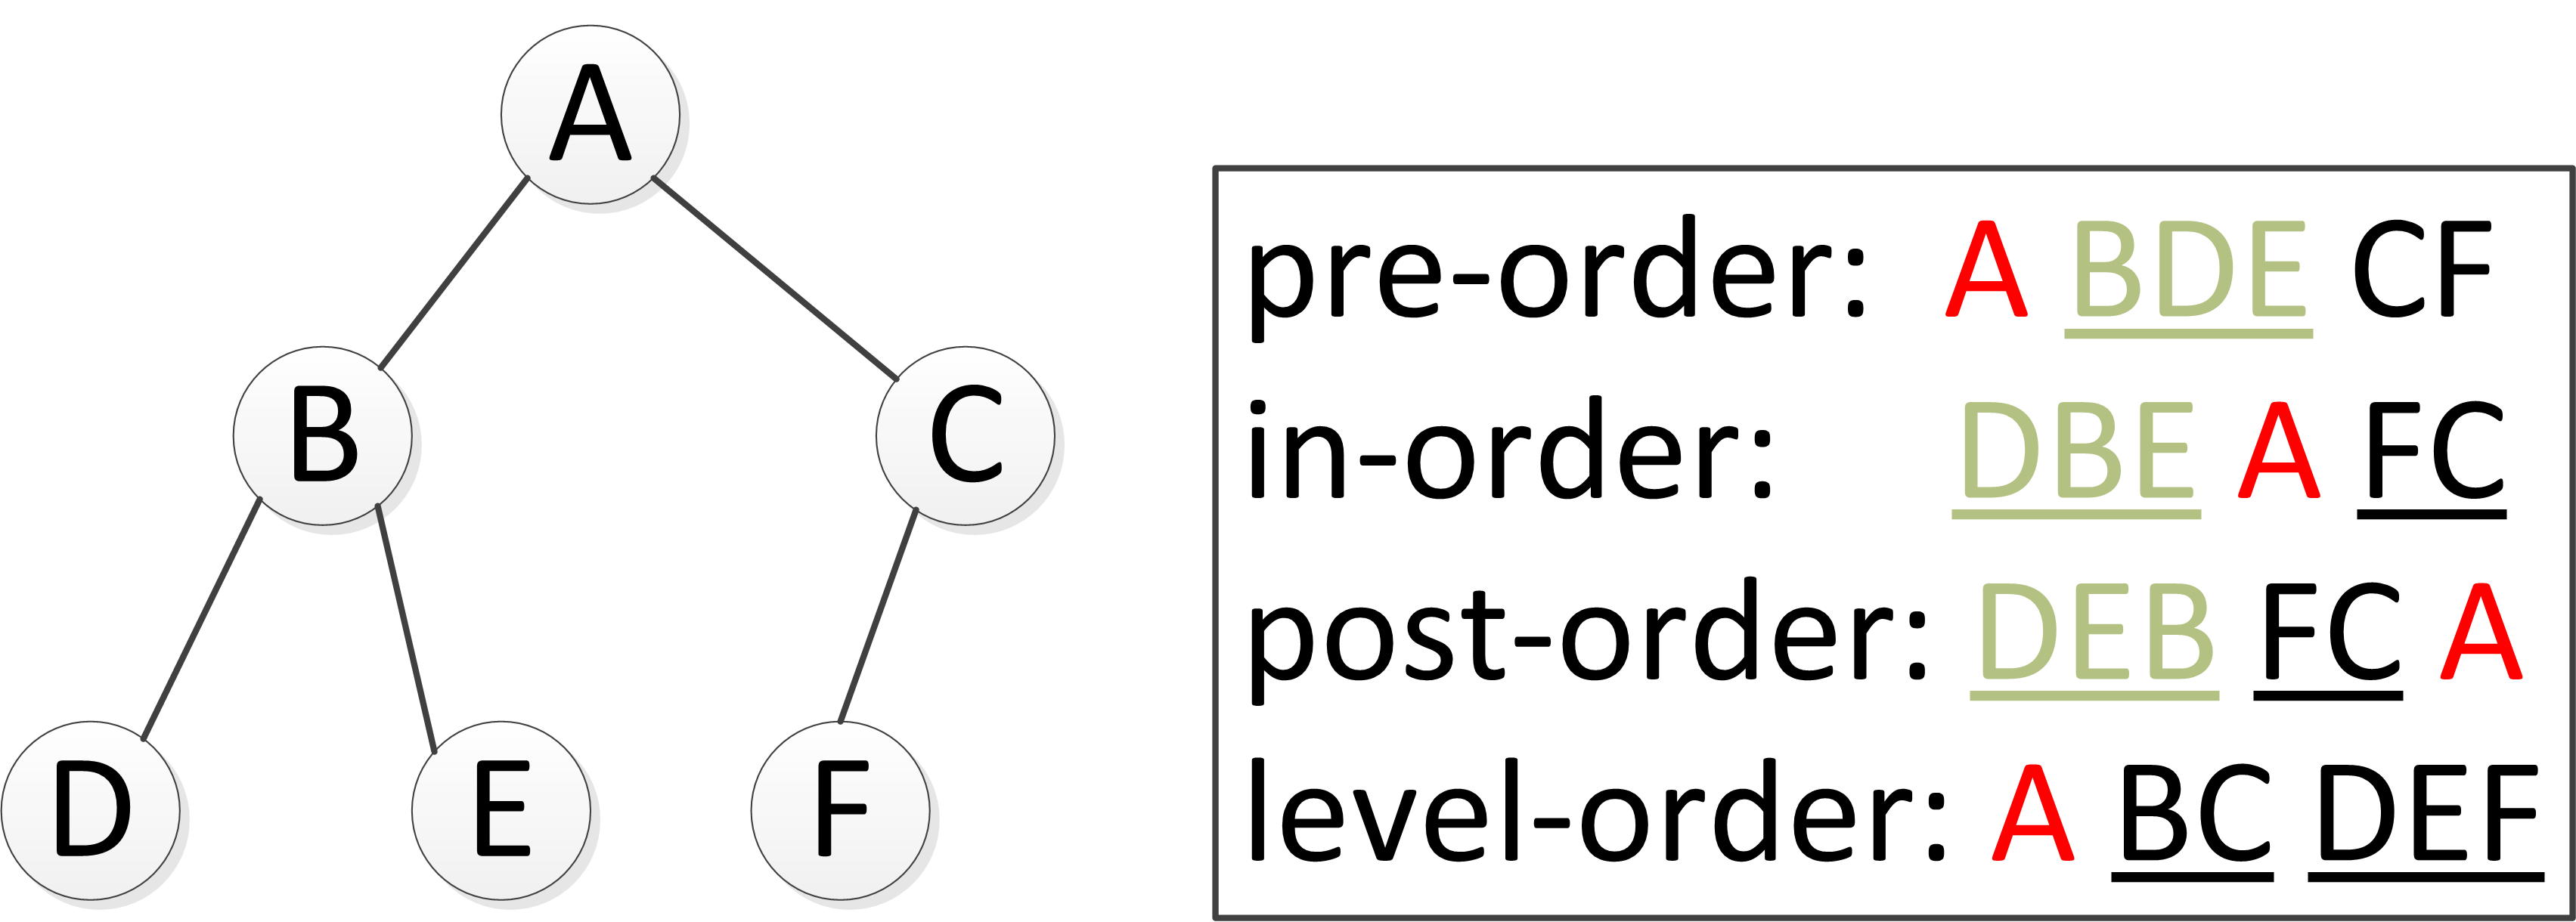 A
B
C
D
E
F
pre-order: A BDE CF
in-order: DBE A FC
post-order: DEB FC A
level-order: A BC DEF